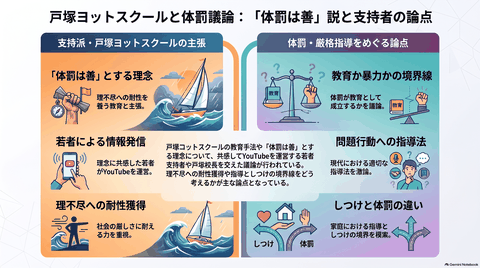 戸塚ヨットスクールと体罰議論：「体罰は善」説と支持者の論点
支持派・戸塚ヨットスクールの主張
「体罰は善」とする理念
理不尽への耐性を
養う教育と主張。
若者による情報発信
理念に共感した若者
がYouTubeを運営。
理不尽への耐性獲得
社会の厳しさに耐え
る力を重視。
戸塚コットスクールの教育手法や「体罰は善」とす
る理念について、共感してYouTubeを運営する若者
支持者や戸塚校長を交えた議論が行われている。
理不尽への耐性獲得や指導としつけの境界線をどう
考えるかが主な論点となっている。
体罰・厳格指導をめぐる論点
教育か暴力かの境界線
教育
体罰が教育として
成立するかを議論。
教育
問題行動への指導法
現代における適切な
指導法を激論。
しつけと体罰の違い
しつけ
体罰
家庭における指導と
しつけの境界を模索。
Gemini Notebook